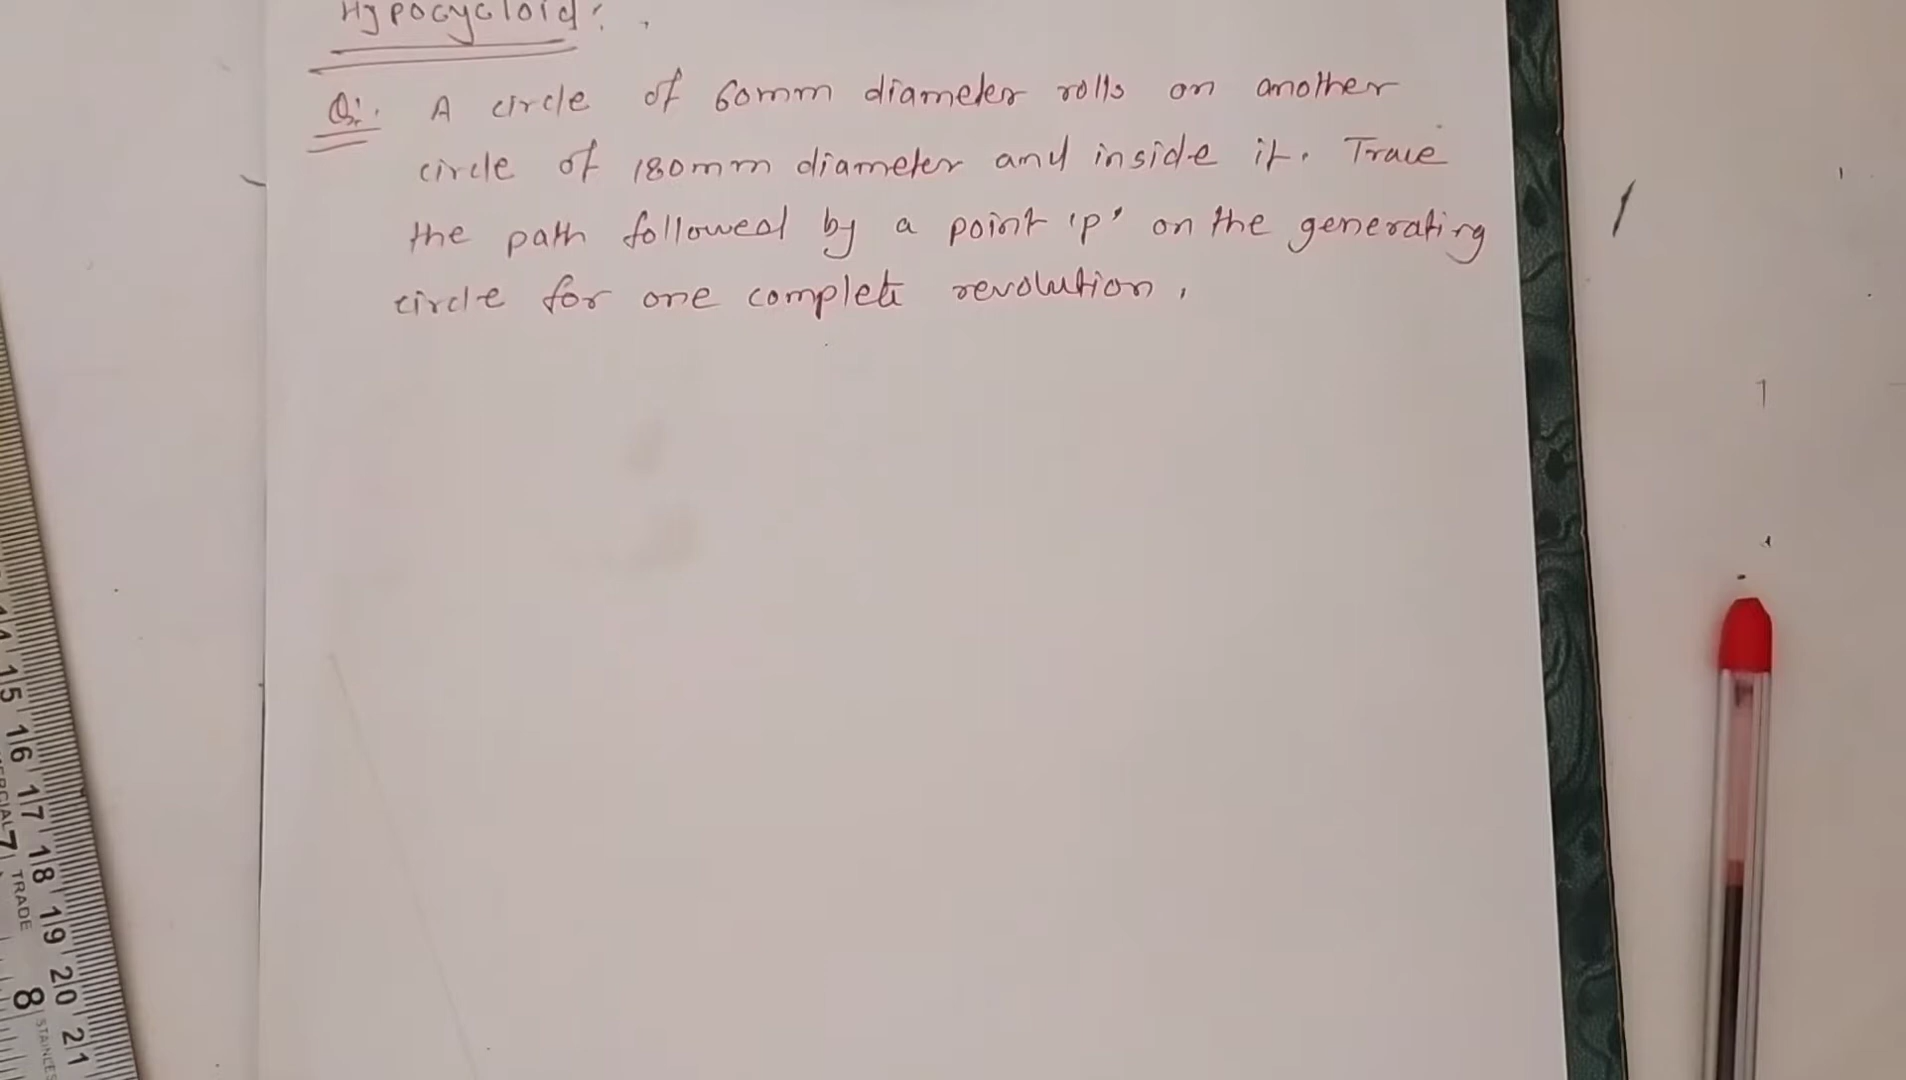 Hypocycloid:
Q:. A circle of 60mm diameter rolls on another
circle of 180mm diameter and inside it. Trace
the path followed by a point 'p' on the generating
circle for one complete revolution.
14
15
16
17
18
19
20
21
7
8
TRADE